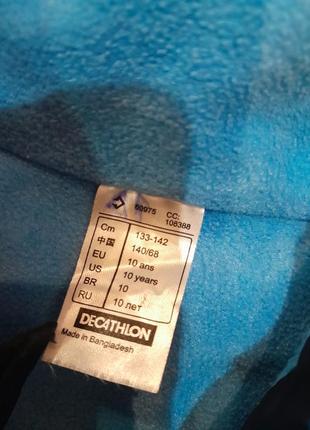 60975 CC:
108388
Cm 133-142
中国 140/68
EU 10 ans
US 10 years
BR 10
RU 10 лет
DECATHLON
Made in Bangladesh